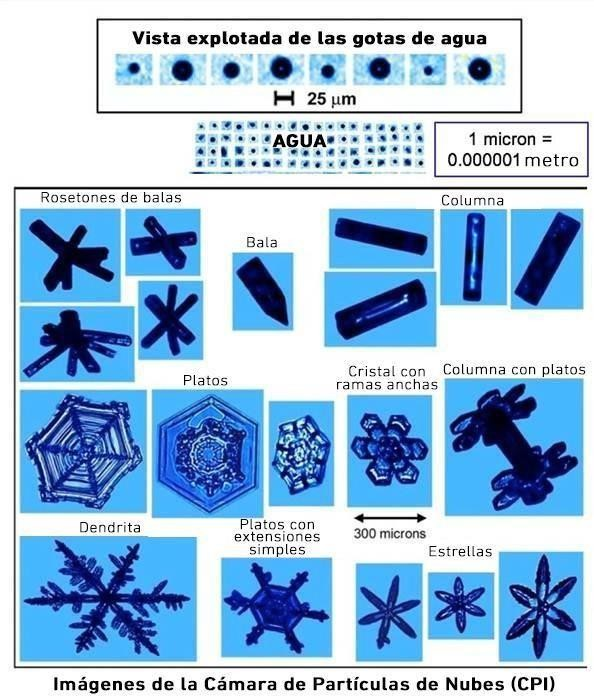 Vista explotada de las gotas de agua
25 μm
AGUA
1 micron =
0.000001 metro
Rosetones de balas
Columna
Bala
Platos
Cristal con
ramas anchas
Columna con platos
300 microns
Dendrita
Platos con
extensiones
simples
Estrellas
Imágenes de la Cámara de Partículas de Nubes (CPI)